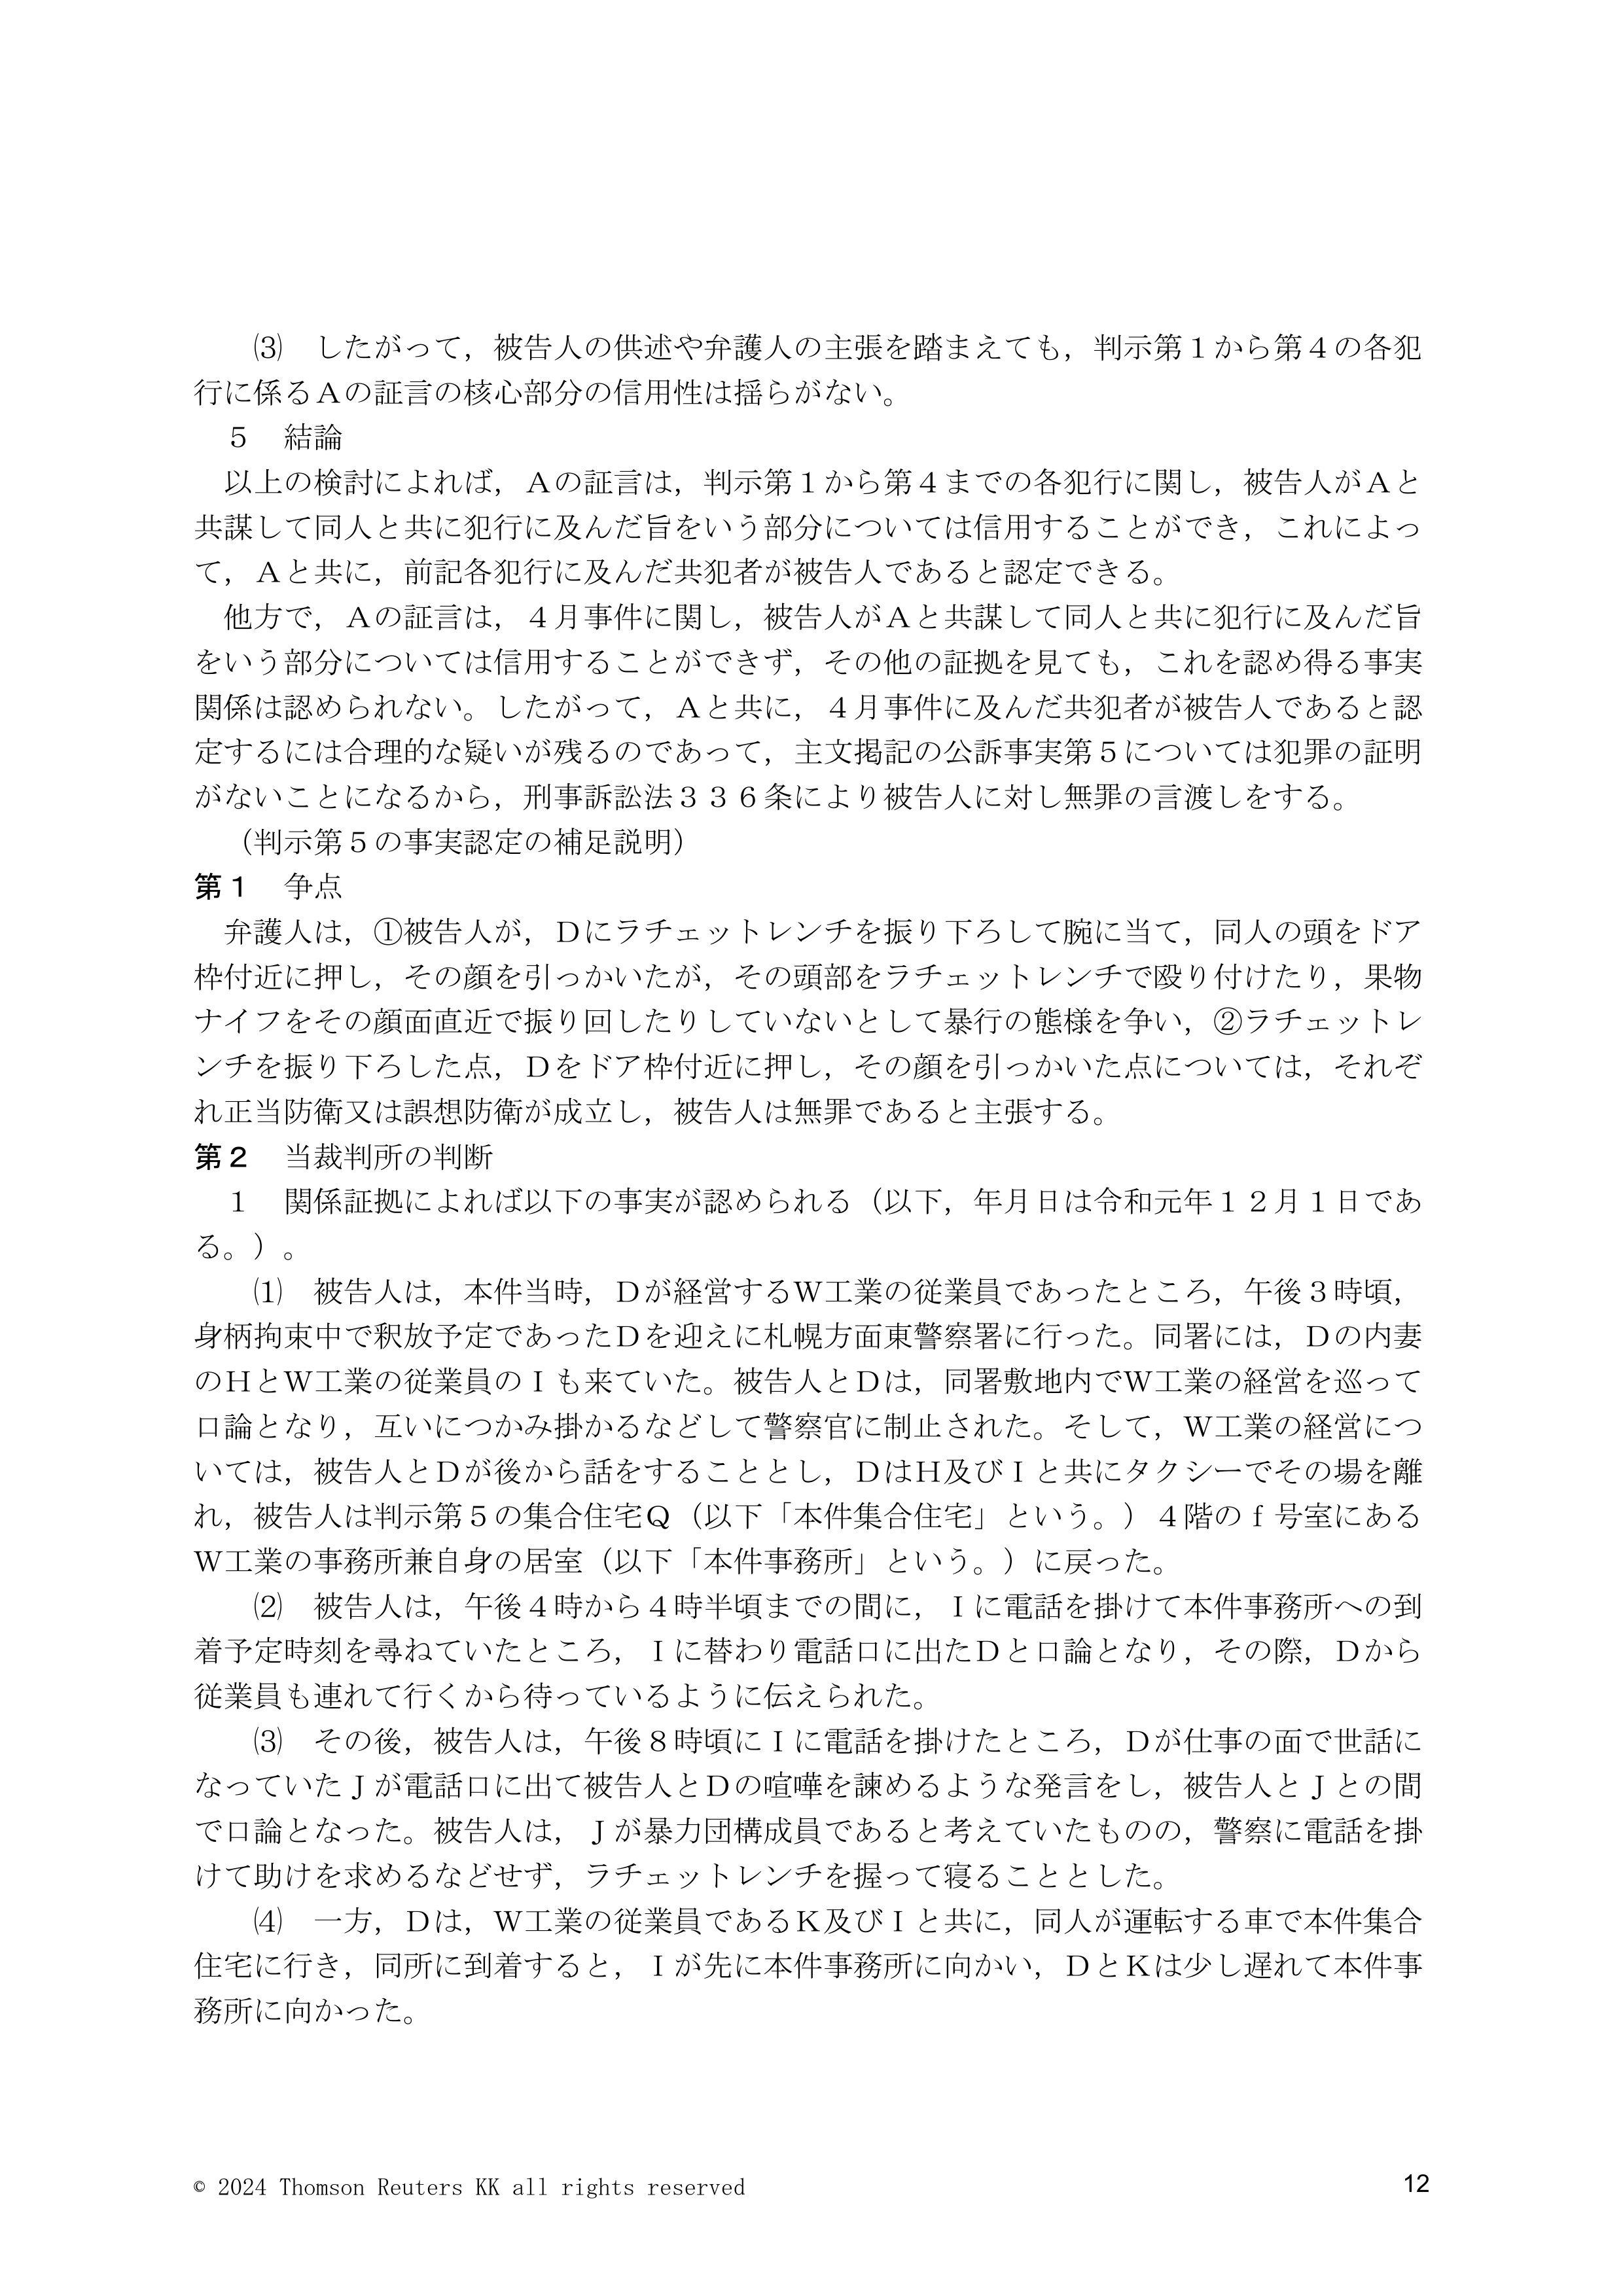 ⑶　したがって，被告人の供述や弁護人の主張を踏まえても，判示第１から第４の各犯
行に係るＡの証言の核心部分の信用性は揺らがない。
５　結論
以上の検討によれば，Ａの証言は，判示第１から第４までの各犯行に関し，被告人がＡと
共謀して同人と共に犯行に及んだ旨をいう部分については信用することができ，これによっ
て，Ａと共に，前記各犯行に及んだ共犯者が被告人であると認定できる。
他方で，Ａの証言は，４月事件に関し，被告人がＡと共謀して同人と共に犯行に及んだ旨
をいう部分については信用することができず，その他の証拠を見ても，これを認め得る事実
関係は認められない。したがって，Ａと共に，４月事件に及んだ共犯者が被告人であると認
定するには合理的な疑いが残るのであって，主文掲記の公訴事実第５については犯罪の証明
がないことになるから，刑事訴訟法３３６条により被告人に対し無罪の言渡しをする。
（判示第５の事実認定の補足説明）
第１　争点
弁護人は，①被告人が，Ｄにラチェットレンチを振り下ろして腕に当て，同人の頭をドア
枠付近に押し，その顔を引っかいたが，その頭部をラチェットレンチで殴り付けたり，果物
ナイフをその顔面直近で振り回したりしていないとして暴行の態様を争い，②ラチェットレ
ンチを振り下ろした点，Ｄをドア枠付近に押し，その顔を引っかいた点については，それぞ
れ正当防衛又は誤想防衛が成立し，被告人は無罪であると主張する。
第２　当裁判所の判断
１　関係証拠によれば以下の事実が認められる（以下，年月日は令和元年１２月１日であ
る。）。
⑴　被告人は，本件当時，Ｄが経営するＷ工業の従業員であったところ，午後３時頃，
身柄拘束中で釈放予定であったＤを迎えに札幌方面東警察署に行った。同署には，Ｄの内妻
のＨとＷ工業の従業員のＩも来ていた。被告人とＤは，同署敷地内でＷ工業の経営を巡って
口論となり，互いにつかみ掛かるなどして警察官に制止された。そして，Ｗ工業の経営につ
いては，被告人とＤが後から話をすることとし，ＤはＨ及びＩと共にタクシーでその場を離
れ，被告人は判示第５の集合住宅Ｑ（以下「本件集合住宅」という。）４階のｆ号室にある
Ｗ工業の事務所兼自身の居室（以下「本件事務所」という。）に戻った。
⑵　被告人は，午後４時から４時半頃までの間に，Ｉに電話を掛けて本件事務所への到
着予定時刻を尋ねていたところ，Ｉに替わり電話口に出たＤと口論となり，その際，Ｄから
従業員も連れて行くから待っているように伝えられた。
⑶　その後，被告人は，午後８時頃にＩに電話を掛けたところ，Ｄが仕事の面で世話に
なっていたＪが電話口に出て被告人とＤの喧嘩を諫めるような発言をし，被告人とＪとの間
で口論となった。被告人は，Ｊが暴力団構成員であると考えていたものの，警察に電話を掛
けて助けを求めるなどせず，ラチェットレンチを握って寝ることとした。
⑷　一方，Ｄは，Ｗ工業の従業員であるＫ及びＩと共に，同人が運転する車で本件集合
住宅に行き，同所に到着すると，Ｉが先に本件事務所に向かい，ＤとＫは少し遅れて本件事
務所に向かった。
© 2024 Thomson Reuters KK all rights reserved
12